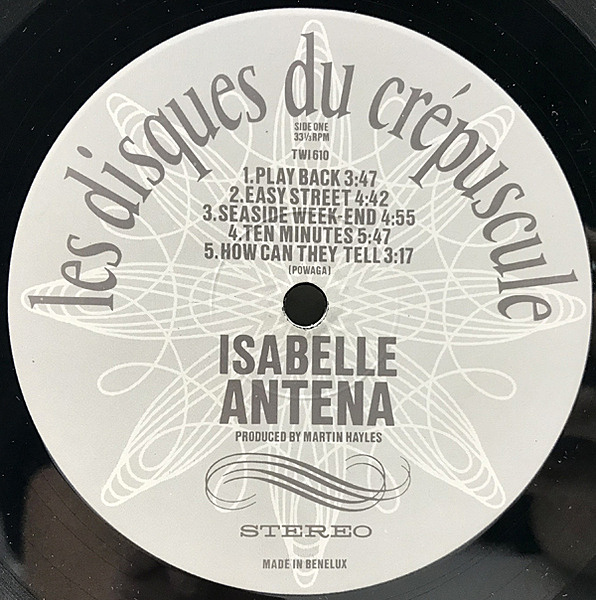 les disques du crépuscule
SIDE ONE
33⅓RPM
TWI 610
1. PLAY BACK 3:47
2. EASY STREET 4:42
3. SEASIDE WEEK-END 4:55
4. TEN MINUTES 5:47
5. HOW CAN THEY TELL 3:17
(POWAGA)
ISABELLE
ANTENA
PRODUCED BY MARTIN HAYLES
STEREO
MADE IN BENELUX